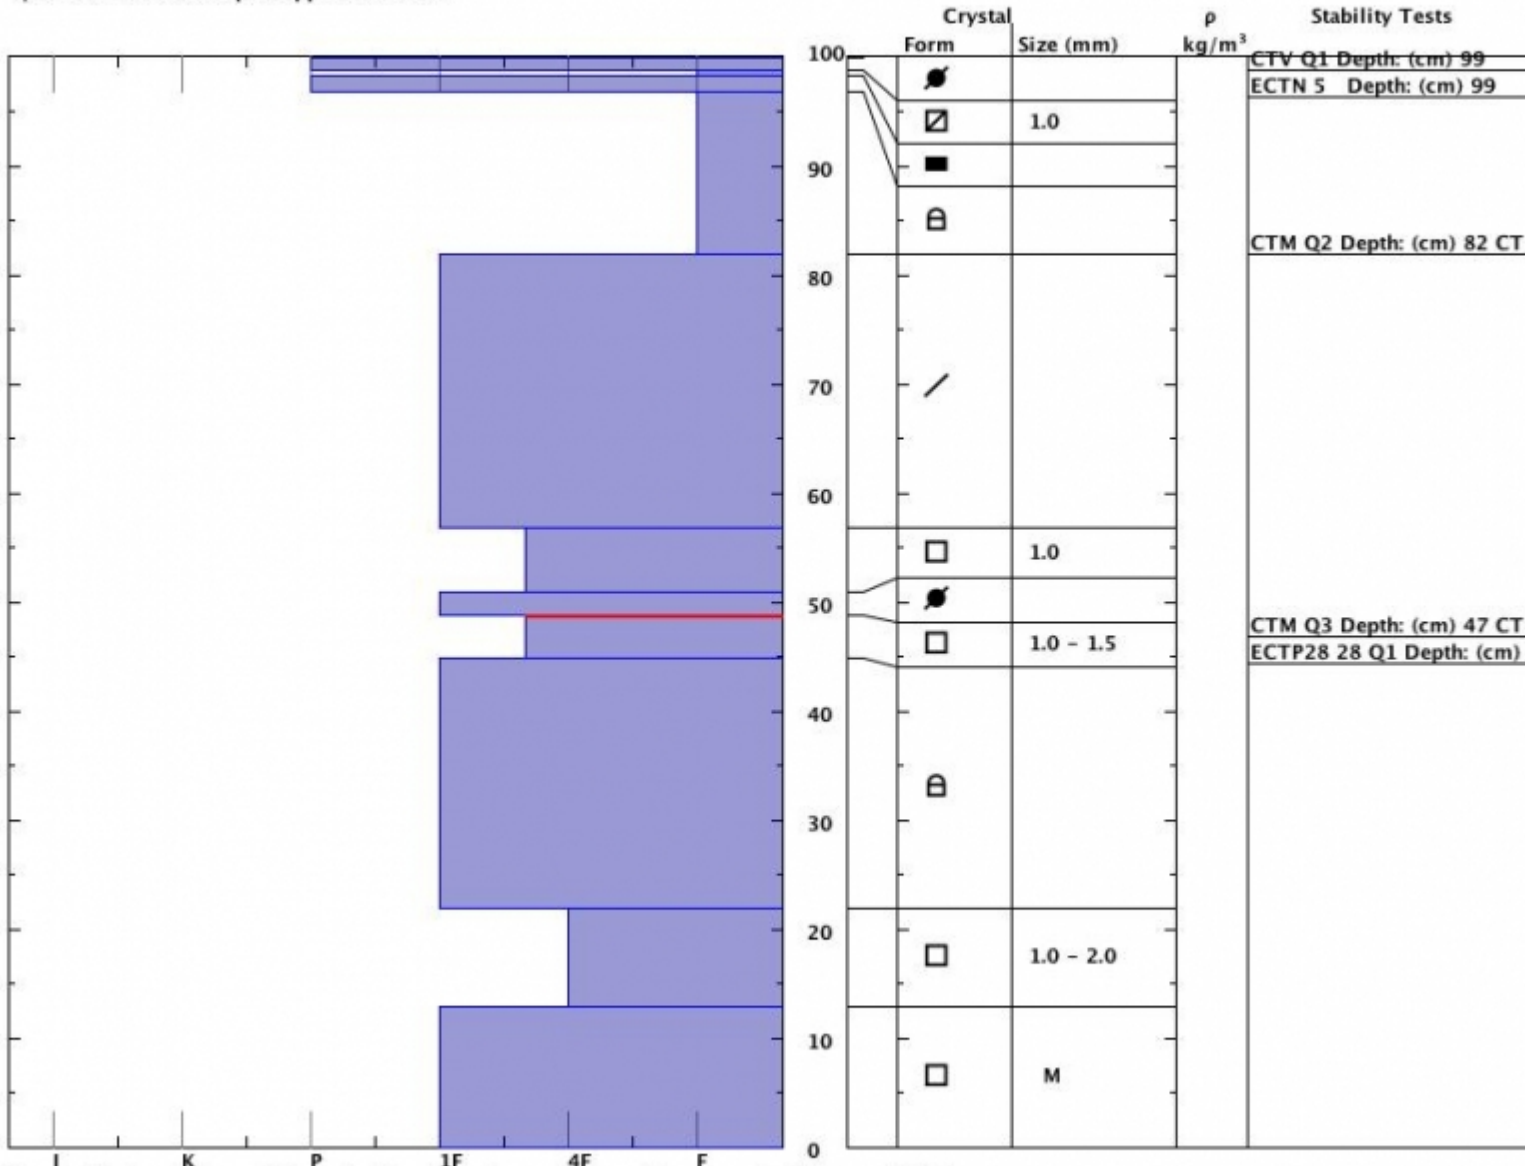 Crystal ρ Stability Tests
Form Size (mm) kg/m³
100 CTV Q1 Depth: (cm) 99
ECTN 5 Depth: (cm) 99
1.0
90
CTM Q2 Depth: (cm) 82 CT
80
70
60
1.0
50
CTM Q3 Depth: (cm) 47 CT
1.0 - 1.5
ECTP28 28 Q1 Depth: (cm)
40
30
20
1.0 - 2.0
10
M
0
I K P 1F 4F F